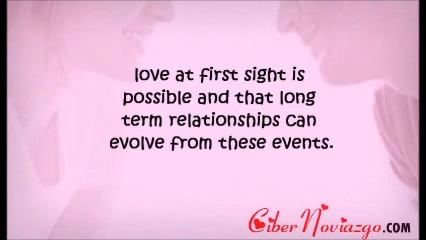 love at first sight is
possible and that long
term relationships can
evolve from these events.
CiberNoviazgo.COM